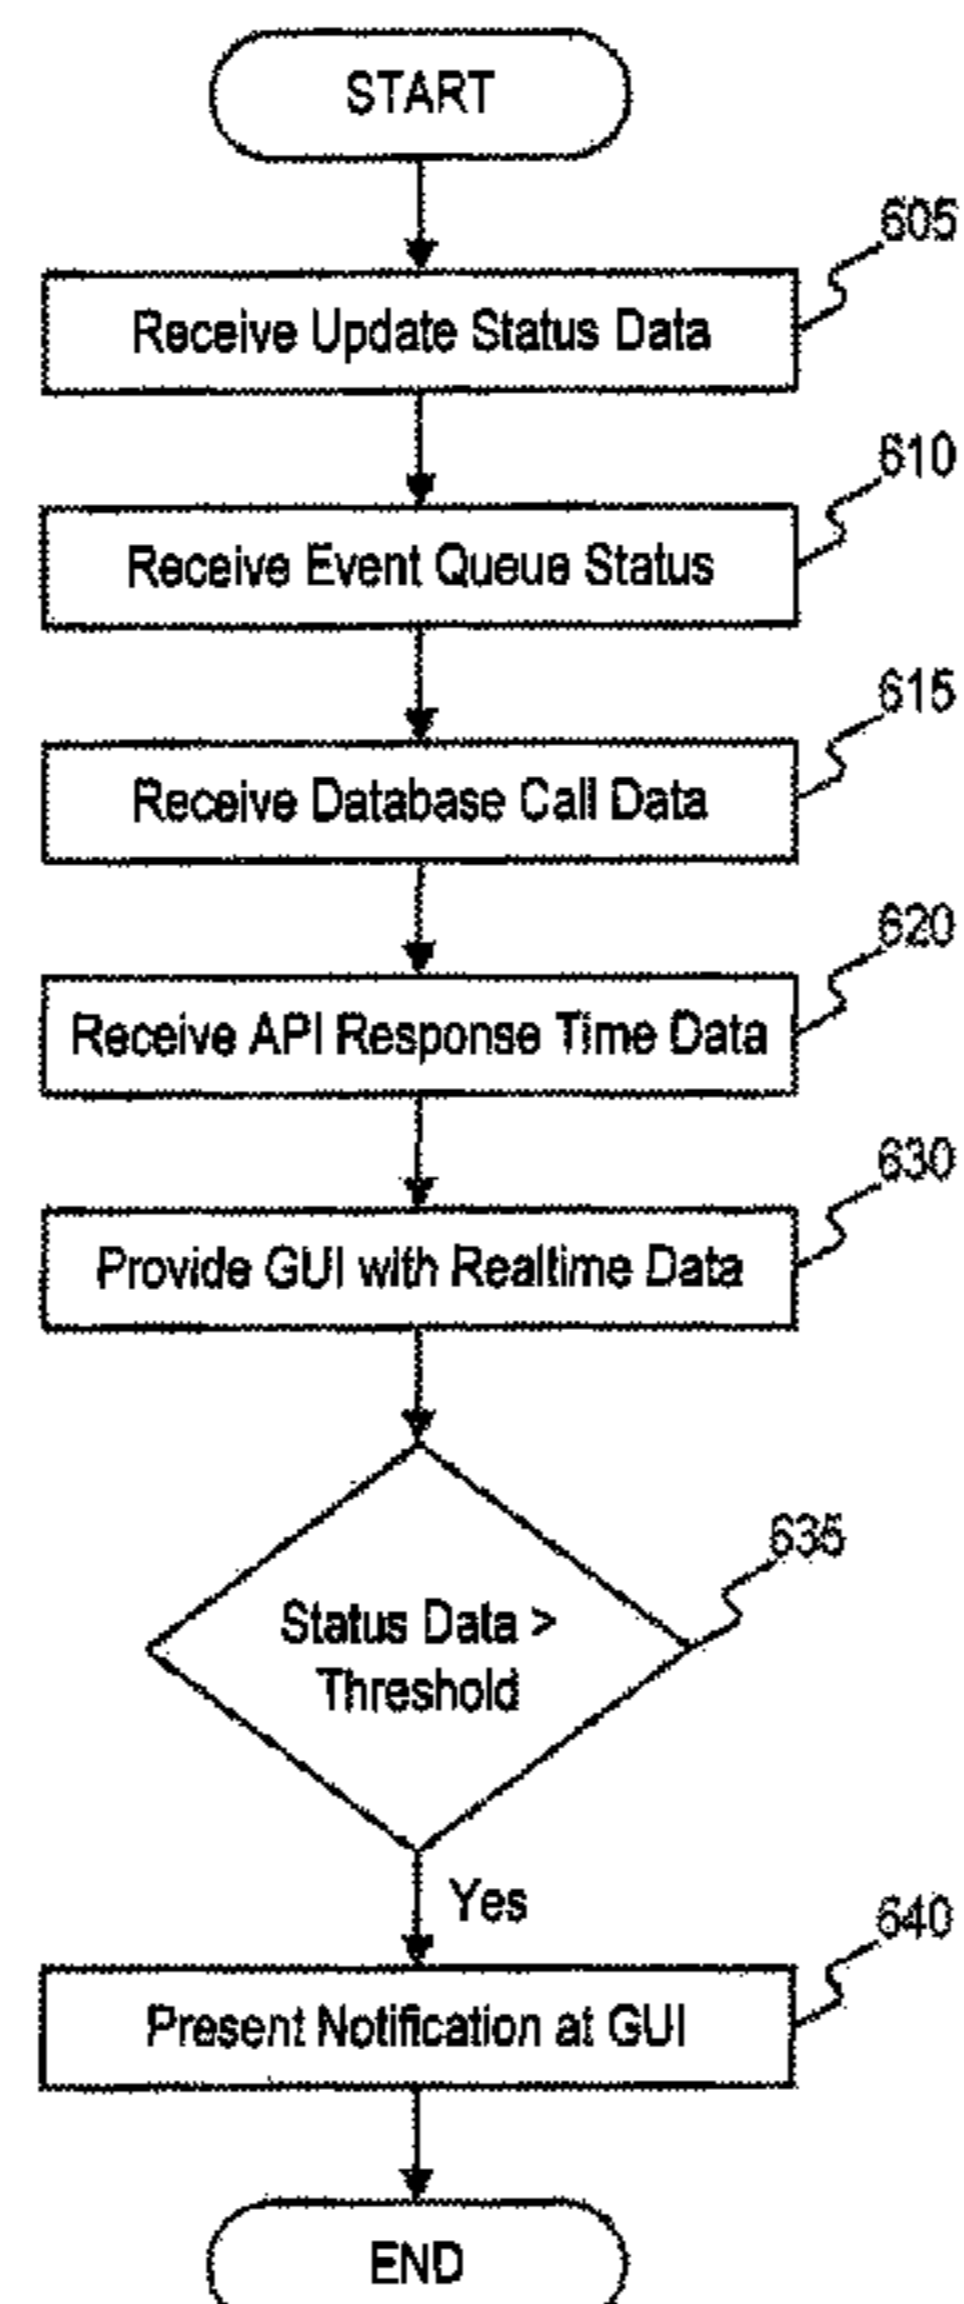 START
605
Receive Update Status Data
610
Receive Event Queue Status
615
Receive Database Call Data
620
Receive API Response Time Data
630
Provide GUI with Realtime Data
635
Status Data >
Threshold
Yes
640
Present Notification at GUI
END